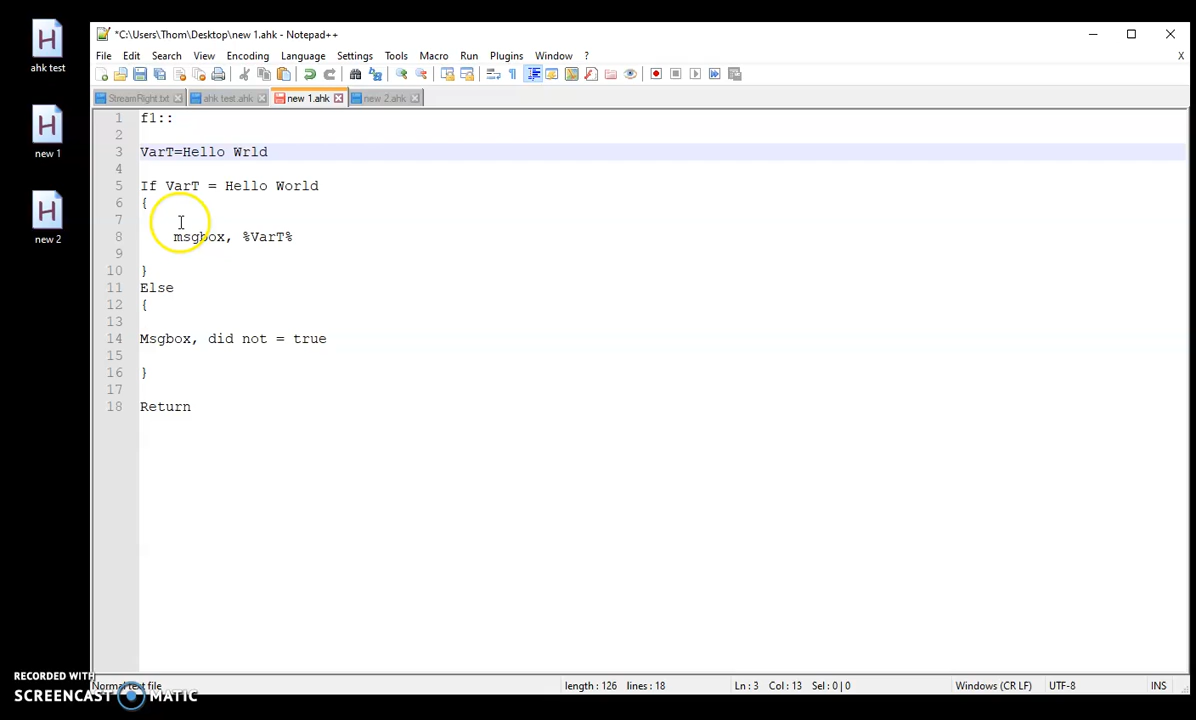 ahk test
new 1
new 2
*C:\Users\Thom\Desktop\new 1.ahk - Notepad++
File Edit Search View Encoding Language Settings Tools Macro Run Plugins Window ? X
StreamRight.txt ahk test.ahk new 1.ahk new 2.ahk
1 f1::
2
3 VarT=Hello Wrld
4
5 If VarT = Hello World
6 {
7
8 msgbox, %VarT%
9
10 }
11 Else
12 {
13
14 Msgbox, did not = true
15
16 }
17
18 Return
Normal text file length : 126 lines : 18 Ln : 3 Col : 13 Sel : 0 | 0 Windows (CR LF) UTF-8 INS
RECORDED WITH
SCREENCAST MATIC